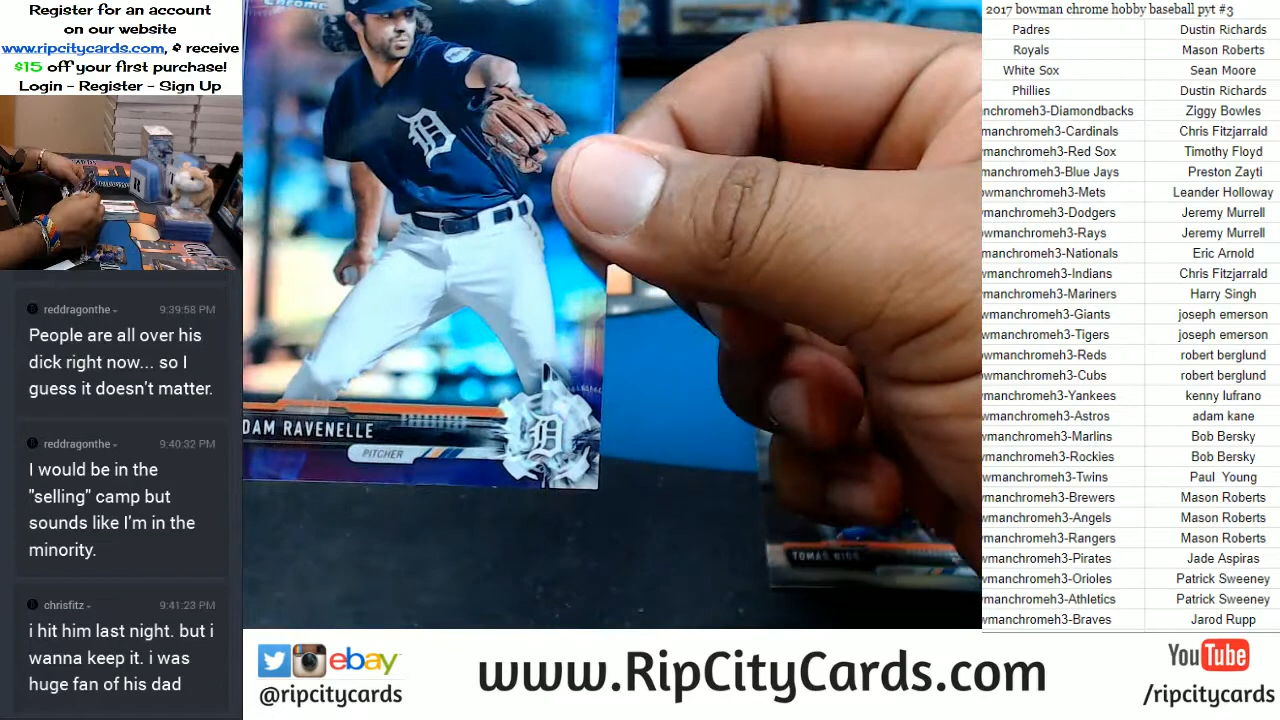 Register for an account
on our website
www.ripcitycards.com, & receive
$15 off your first purchase!
Login - Register - Sign Up
reddragonthe
9:39:58 PM
People are all over his
dick right now... so I
guess it doesn't matter.
reddragonthe
9:40:32 PM
I would be in the
"selling" camp but
sounds like I'm in the
minority.
chrisfitz
9:41:23 PM
i hit him last night. but i
wanna keep it. i was
huge fan of his dad
Chrome
D
DAM RAVENELLE
PITCHER
D
2017 bowman chrome hobby baseball pyt #3
Padres Dustin Richards
Royals Mason Roberts
White Sox Sean Moore
Phillies Dustin Richards
nchromeh3-Diamondbacks Ziggy Bowles
manchromeh3-Cardinals Chris Fitzjarrald
manchromeh3-Red Sox Timothy Floyd
manchromeh3-Blue Jays Preston Zayti
owmanchromeh3-Mets Leander Holloway
wmanchromeh3-Dodgers Jeremy Murrell
owmanchromeh3-Rays Jeremy Murrell
manchromeh3-Nationals Eric Arnold
wmanchromeh3-Indians Chris Fitzjarrald
manchromeh3-Mariners Harry Singh
wmanchromeh3-Giants joseph emerson
wmanchromeh3-Tigers joseph emerson
wmanchromeh3-Reds robert berglund
wmanchromeh3-Cubs robert berglund
manchromeh3-Yankees kenny lufrano
wmanchromeh3-Astros adam kane
wmanchromeh3-Marlins Bob Bersky
manchromeh3-Rockies Bob Bersky
wmanchromeh3-Twins Paul Young
manchromeh3-Brewers Mason Roberts
wmanchromeh3-Angels Mason Roberts
manchromeh3-Rangers Mason Roberts
wmanchromeh3-Pirates Jade Aspiras
wmanchromeh3-Orioles Patrick Sweeney
manchromeh3-Athletics Patrick Sweeney
wmanchromeh3-Braves Jarod Rupp
ebay
@ripcitycards
www.RipCityCards.com
YouTube
/ripcitycards